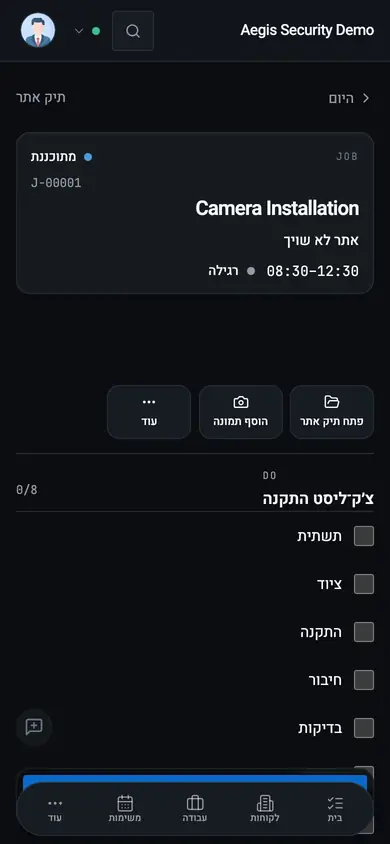 Aegis Security Demo
היום
תיק אתר
JOB
מתוכננת
J-00001
Camera Installation
אתר לא שויך
08:30–12:30
רגילה
פתח תיק אתר
הוסף תמונה
עוד
DO
צ׳ק־ליסט התקנה
0/8
תשתית
ציוד
התקנה
חיבור
בדיקות
בית
לקוחות
עבודה
משימות
עוד